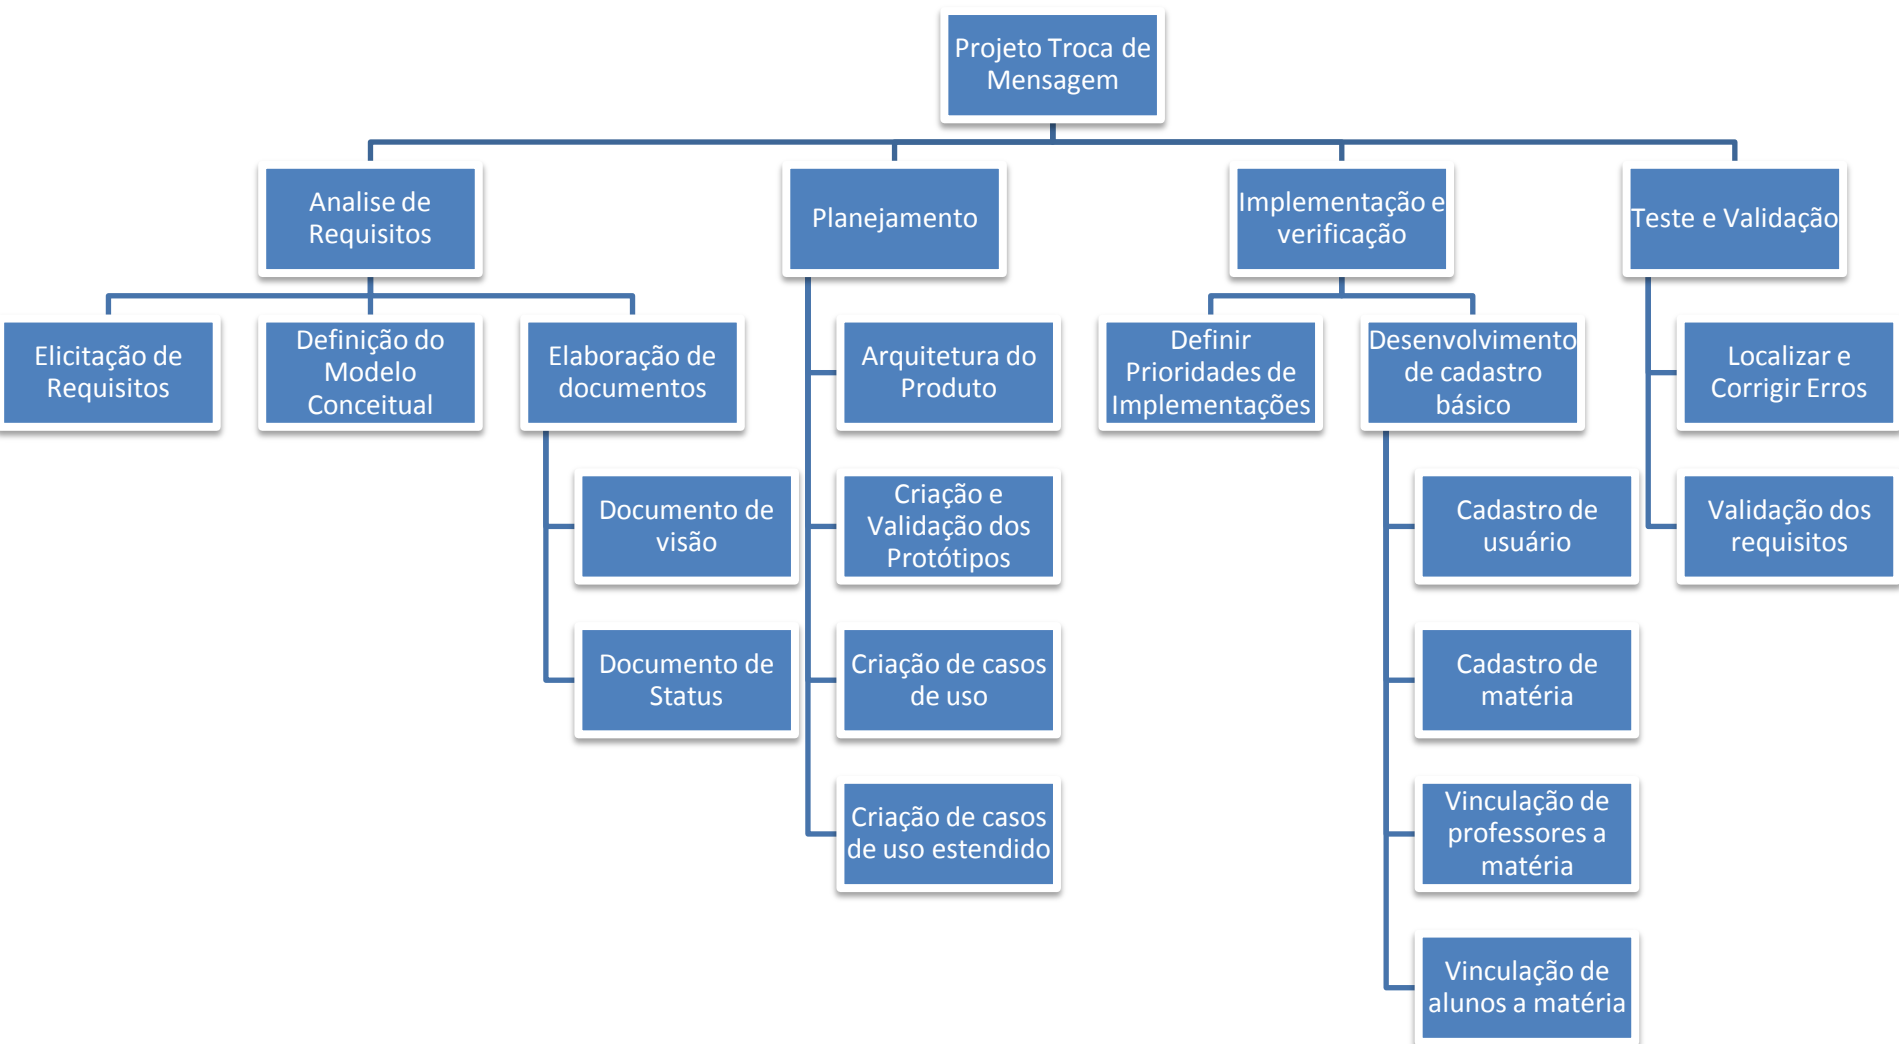 Projeto Troca de
Mensagem
Analise de
Requisitos
Planejamento
Implementação e
verificação
Teste e Validação
Elicitação de
Requisitos
Definição do
Modelo
Conceitual
Elaboração de
documentos
Arquitetura do
Produto
Definir
Prioridades de
Implementações
Desenvolvimento
de cadastro
básico
Localizar e
Corrigir Erros
Documento de
visão
Criação e
Validação dos
Protótipos
Cadastro de
usuário
Validação dos
requisitos
Documento de
Status
Criação de casos
de uso
Cadastro de
matéria
Criação de casos
de uso estendido
Vinculação de
professores a
matéria
Vinculação de
alunos a matéria